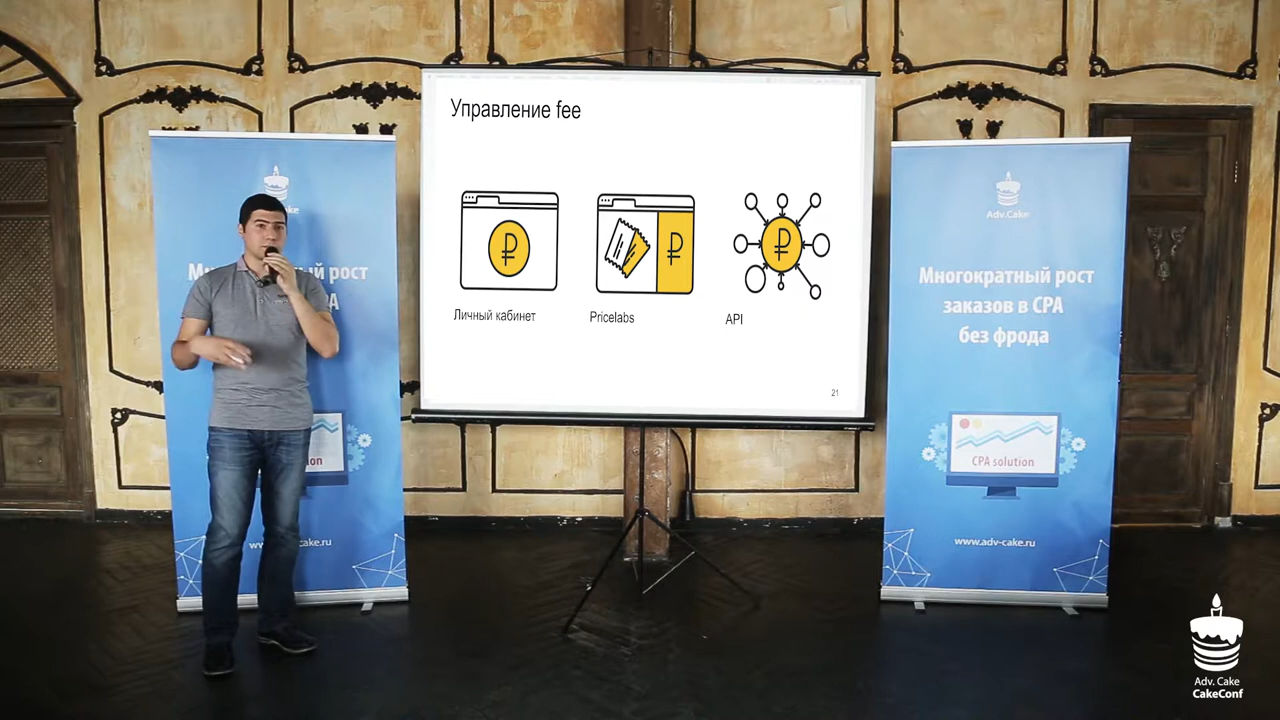 Управление fee
Личный кабинет
Pricelabs
API
21
рост
Adv.Cake
Многократный рост
заказов в CPA
без фрода
CPA solution
www.adv-cake.ru
Adv. Cake
CakeConf